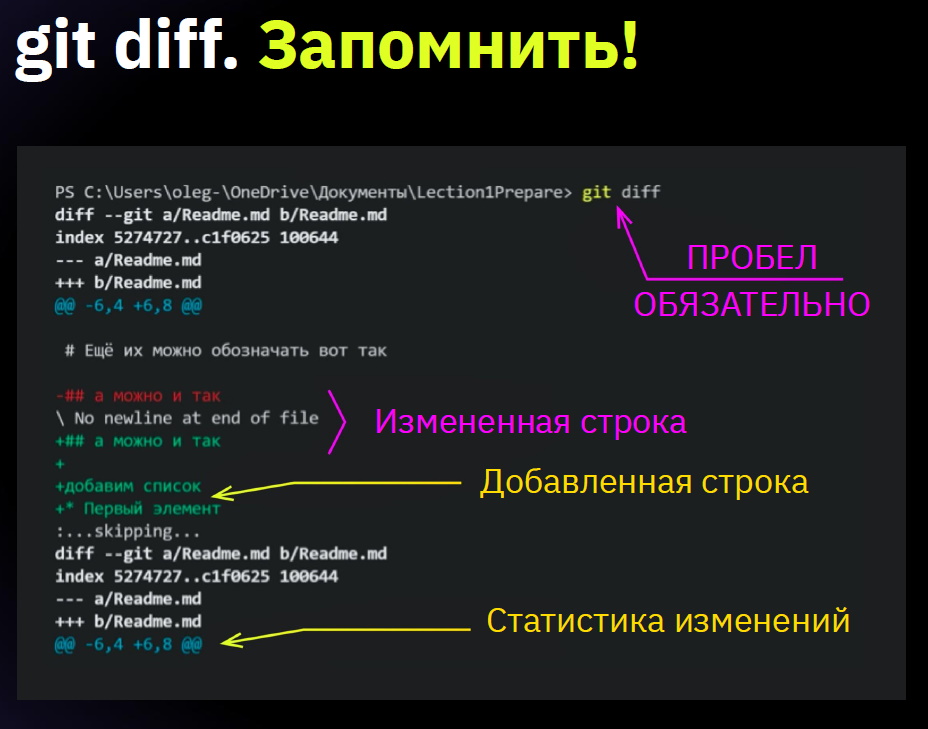 git diff. Запомнить!
PS C:\Users\oleg-\OneDrive\Документы\Lection1Prepare> git diff
diff --git a/Readme.md b/Readme.md
index 5274727..c1f0625 100644
--- a/Readme.md
+++ b/Readme.md
@@ -6,4 +6,8 @@
ПРОБЕЛ
ОБЯЗАТЕЛЬНО
# Ещё их можно обозначать вот так
-## а можно и так
\ No newline at end of file
+## а можно и так
Измененная строка
+
+добавим список
Добавленная строка
+* Первый элемент
:...skipping...
diff --git a/Readme.md b/Readme.md
index 5274727..c1f0625 100644
--- a/Readme.md
+++ b/Readme.md
@@ -6,4 +6,8 @@
Статистика изменений